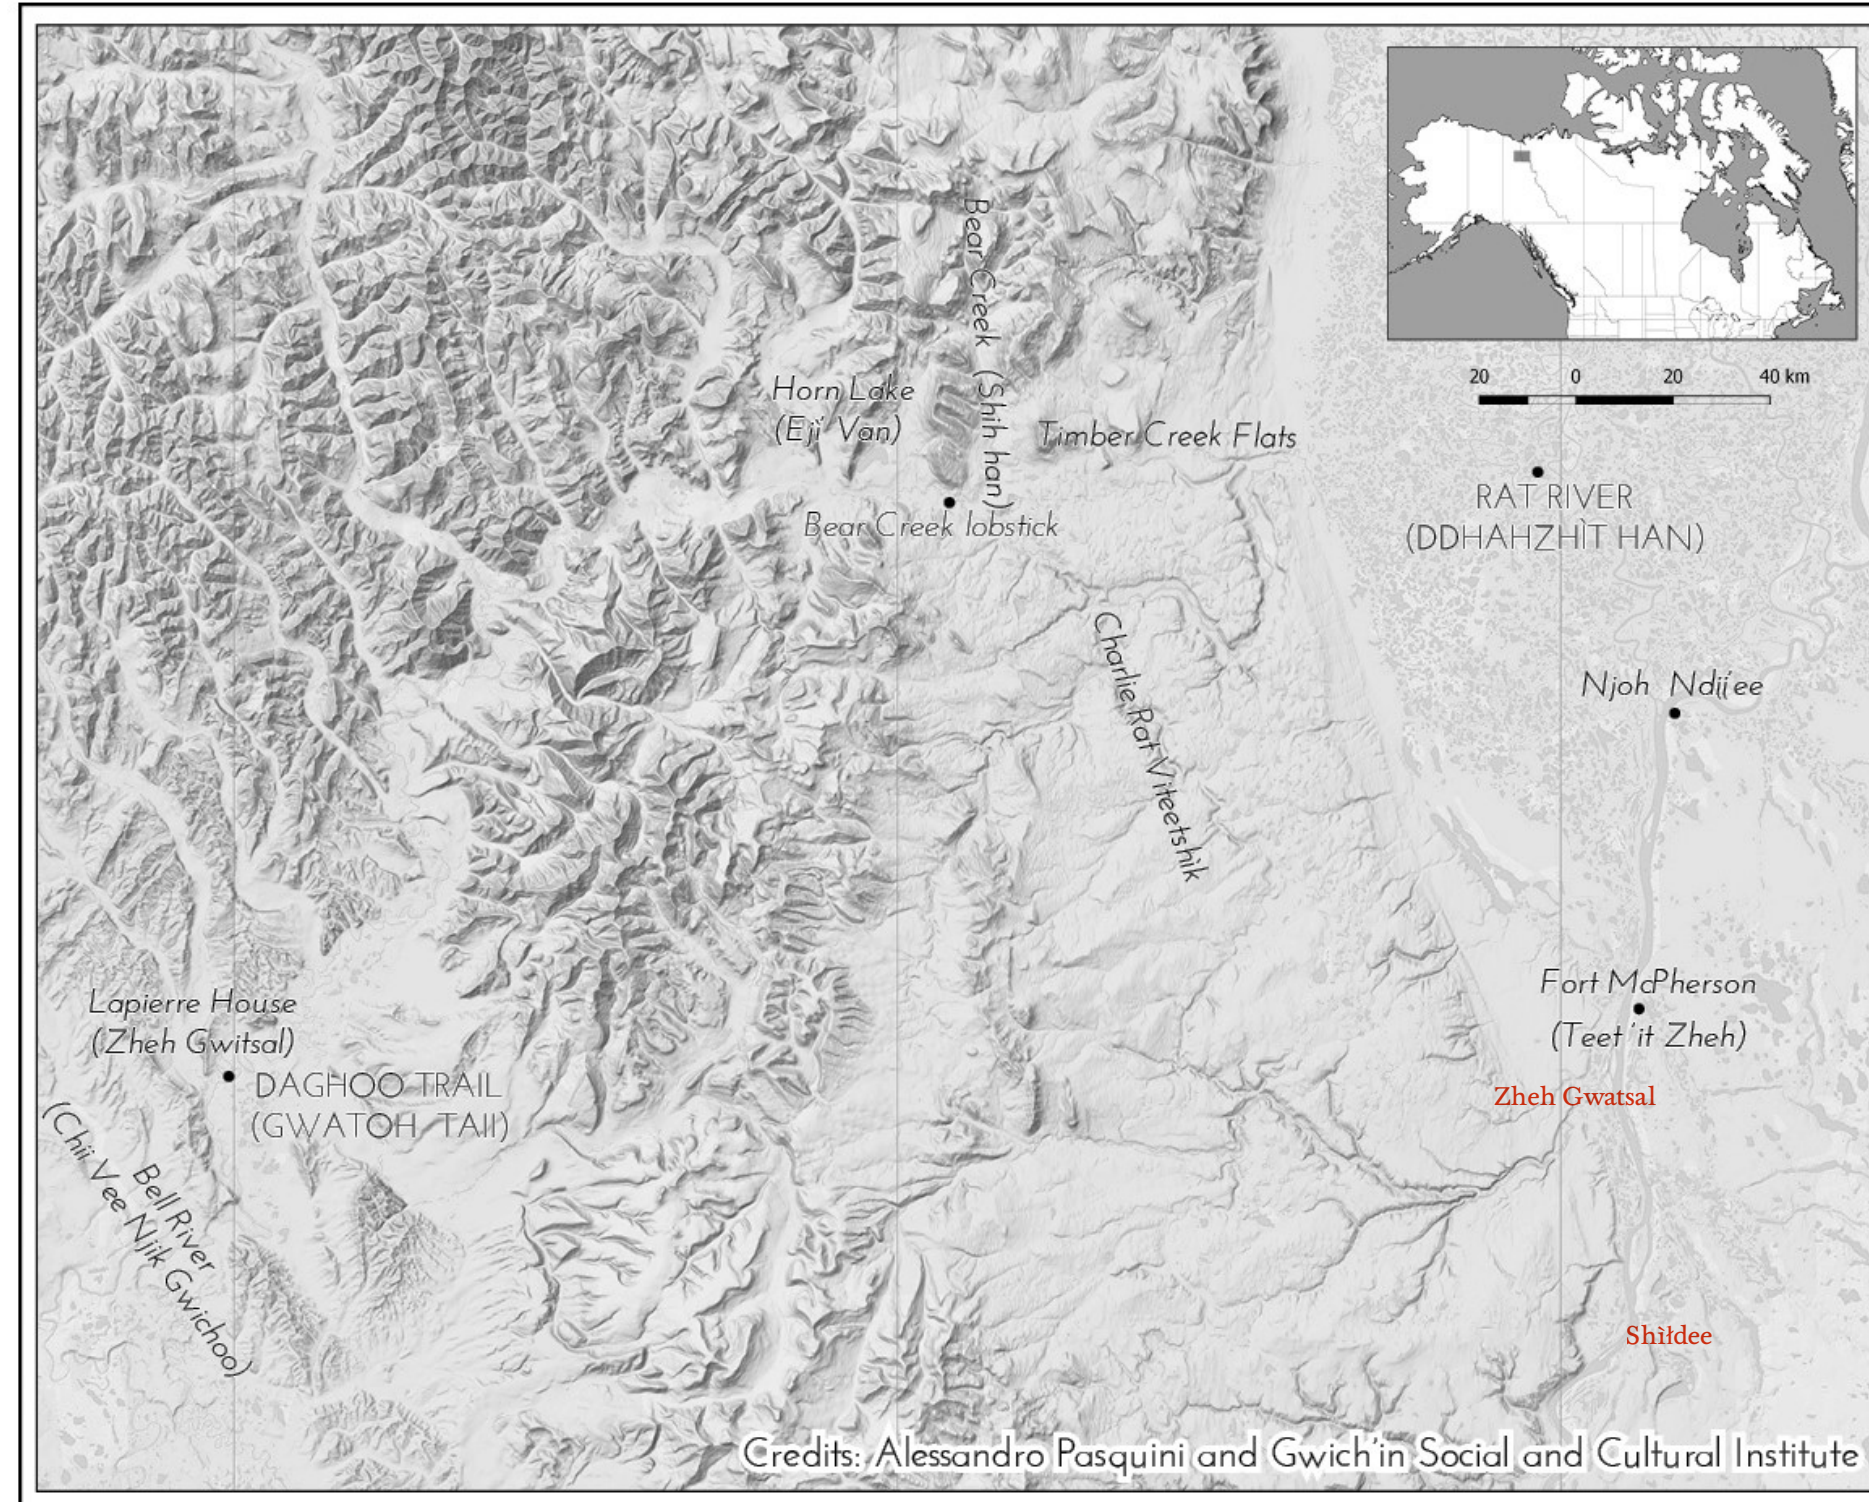 Bear Creek (Shih han)
20 0 20 40 km
Horn Lake
(Eji' Van)
Timber Creek Flats
RAT RIVER
(DDHAHZHÌT HAN)
Bear Creek lobstick
Charlie Rat Viteetshìk
Njoh Ndįį'ee
Fort McPherson
(Teet'it Zheh)
Lapierre House
(Zheh Gwitsal)
DAGHOO TRAIL
(GWATOH TAII)
Zheh Gwatsal
Bell River
(Chii Vee Njik Gwichoo)
Shìłdee
Credits: Alessandro Pasquini and Gwich'in Social and Cultural Institute